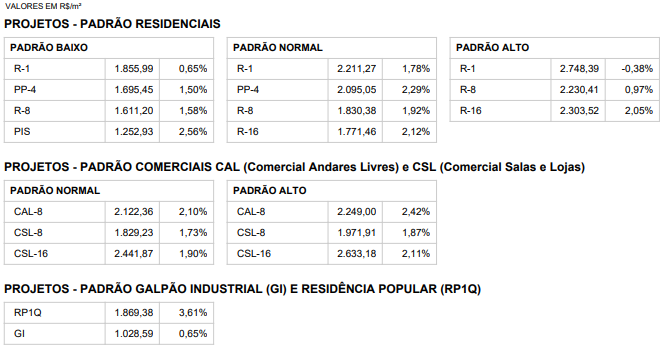 VALORES EM R$/m²
PROJETOS - PADRÃO RESIDENCIAIS
PADRÃO BAIXO PADRÃO NORMAL PADRÃO ALTO
R-1 1.855,99 0,65% R-1 2.211,27 1,78% R-1 2.748,39 -0,38%
PP-4 1.695,45 1,50% PP-4 2.095,05 2,29% R-8 2.230,41 0,97%
R-8 1.611,20 1,58% R-8 1.830,38 1,92% R-16 2.303,52 2,05%
PIS 1.252,93 2,56% R-16 1.771,46 2,12%
PROJETOS - PADRÃO COMERCIAIS CAL (Comercial Andares Livres) e CSL (Comercial Salas e Lojas)
PADRÃO NORMAL PADRÃO ALTO
CAL-8 2.122,36 2,10% CAL-8 2.249,00 2,42%
CSL-8 1.829,23 1,73% CSL-8 1.971,91 1,87%
CSL-16 2.441,87 1,90% CSL-16 2.633,18 2,11%
PROJETOS - PADRÃO GALPÃO INDUSTRIAL (GI) E RESIDÊNCIA POPULAR (RP1Q)
RP1Q 1.869,38 3,61%
GI 1.028,59 0,65%